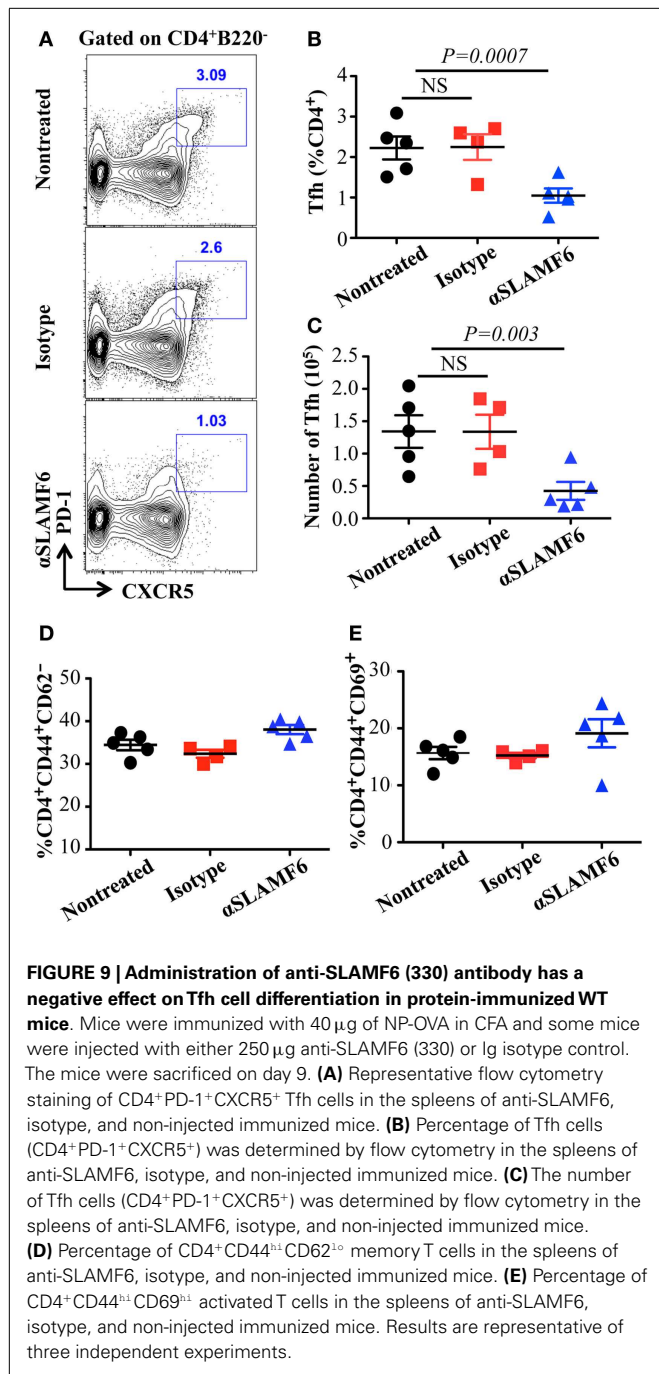 A
Gated on CD4⁺B220⁻
Nontreated
3.09
Isotype
2.6
αSLAMF6
1.03
PD-1
CXCR5
B
P=0.0007
NS
Tfh (%CD4⁺)
4
3
2
1
0
Nontreated
Isotype
αSLAMF6
C
P=0.003
NS
Number of Tfh (10⁵)
2.5
2.0
1.5
1.0
0.5
0.0
Nontreated
Isotype
αSLAMF6
D
%CD4⁺CD44⁺CD62⁻
50
40
30
20
10
Nontreated
Isotype
αSLAMF6
E
%CD4⁺CD44⁺CD69⁺
30
20
10
0
Nontreated
Isotype
αSLAMF6
FIGURE 9 | Administration of anti-SLAMF6 (330) antibody has a
negative effect on Tfh cell differentiation in protein-immunized WT
mice. Mice were immunized with 40 μg of NP-OVA in CFA and some mice
were injected with either 250 μg anti-SLAMF6 (330) or Ig isotype control.
The mice were sacrificed on day 9. (A) Representative flow cytometry
staining of CD4⁺PD-1⁺CXCR5⁺ Tfh cells in the spleens of anti-SLAMF6,
isotype, and non-injected immunized mice. (B) Percentage of Tfh cells
(CD4⁺PD-1⁺CXCR5⁺) was determined by flow cytometry in the spleens of
anti-SLAMF6, isotype, and non-injected immunized mice. (C) The number
of Tfh cells (CD4⁺PD-1⁺CXCR5⁺) was determined by flow cytometry in the
spleens of anti-SLAMF6, isotype, and non-injected immunized mice.
(D) Percentage of CD4⁺CD44ʰⁱCD62ˡᵒ memory T cells in the spleens of
anti-SLAMF6, isotype, and non-injected immunized mice. (E) Percentage of
CD4⁺CD44ʰⁱCD69ʰⁱ activated T cells in the spleens of anti-SLAMF6,
isotype, and non-injected immunized mice. Results are representative of
three independent experiments.